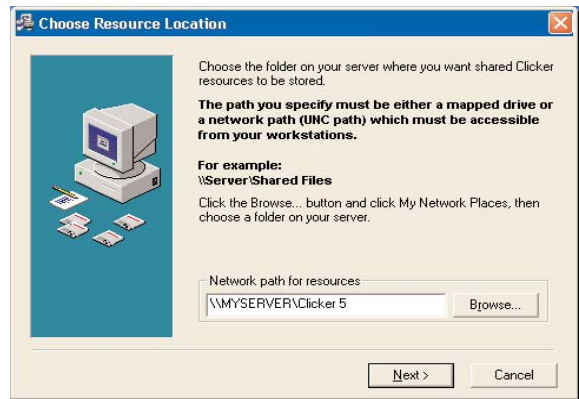 Choose Resource Location
Choose the folder on your server where you want shared Clicker
resources to be stored.
The path you specify must be either a mapped drive or
a network path (UNC path) which must be accessible
from your workstations.
For example:
\\Server\Shared Files
Click the Browse... button and click My Network Places, then
choose a folder on your server.
Network path for resources
\\MYSERVER\Clicker 5
Browse...
Next >
Cancel